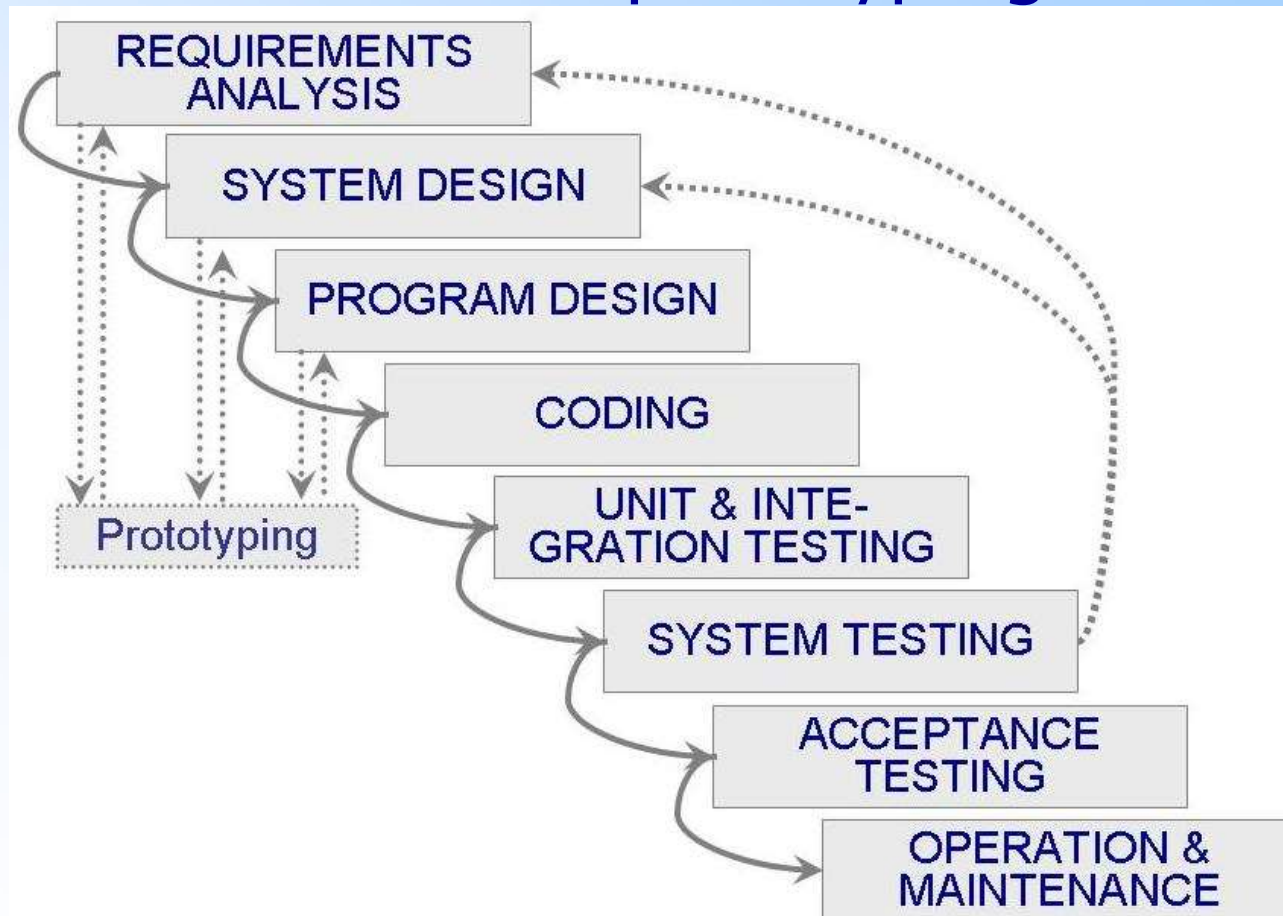 REQUIREMENTS
ANALYSIS
SYSTEM DESIGN
PROGRAM DESIGN
CODING
UNIT & INTE-
GRATION TESTING
Prototyping
SYSTEM TESTING
ACCEPTANCE
TESTING
OPERATION &
MAINTENANCE